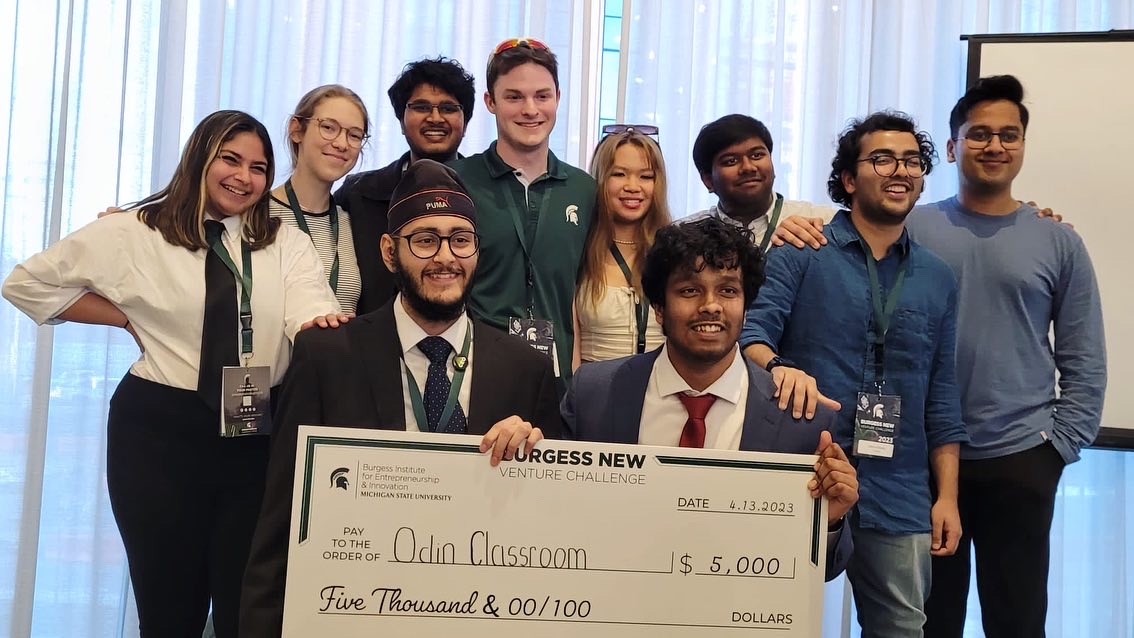 PUMA
Burgess Institute
for Entrepreneurship
& Innovation
MICHIGAN STATE UNIVERSITY
BURGESS NEW
VENTURE CHALLENGE
DATE 4.13.2023
PAY
TO THE
ORDER OF Odin Classroom $ 5,000
Five Thousand & 00/100 DOLLARS
BURGESS NEW
VENTURE CHALLENGE
2023